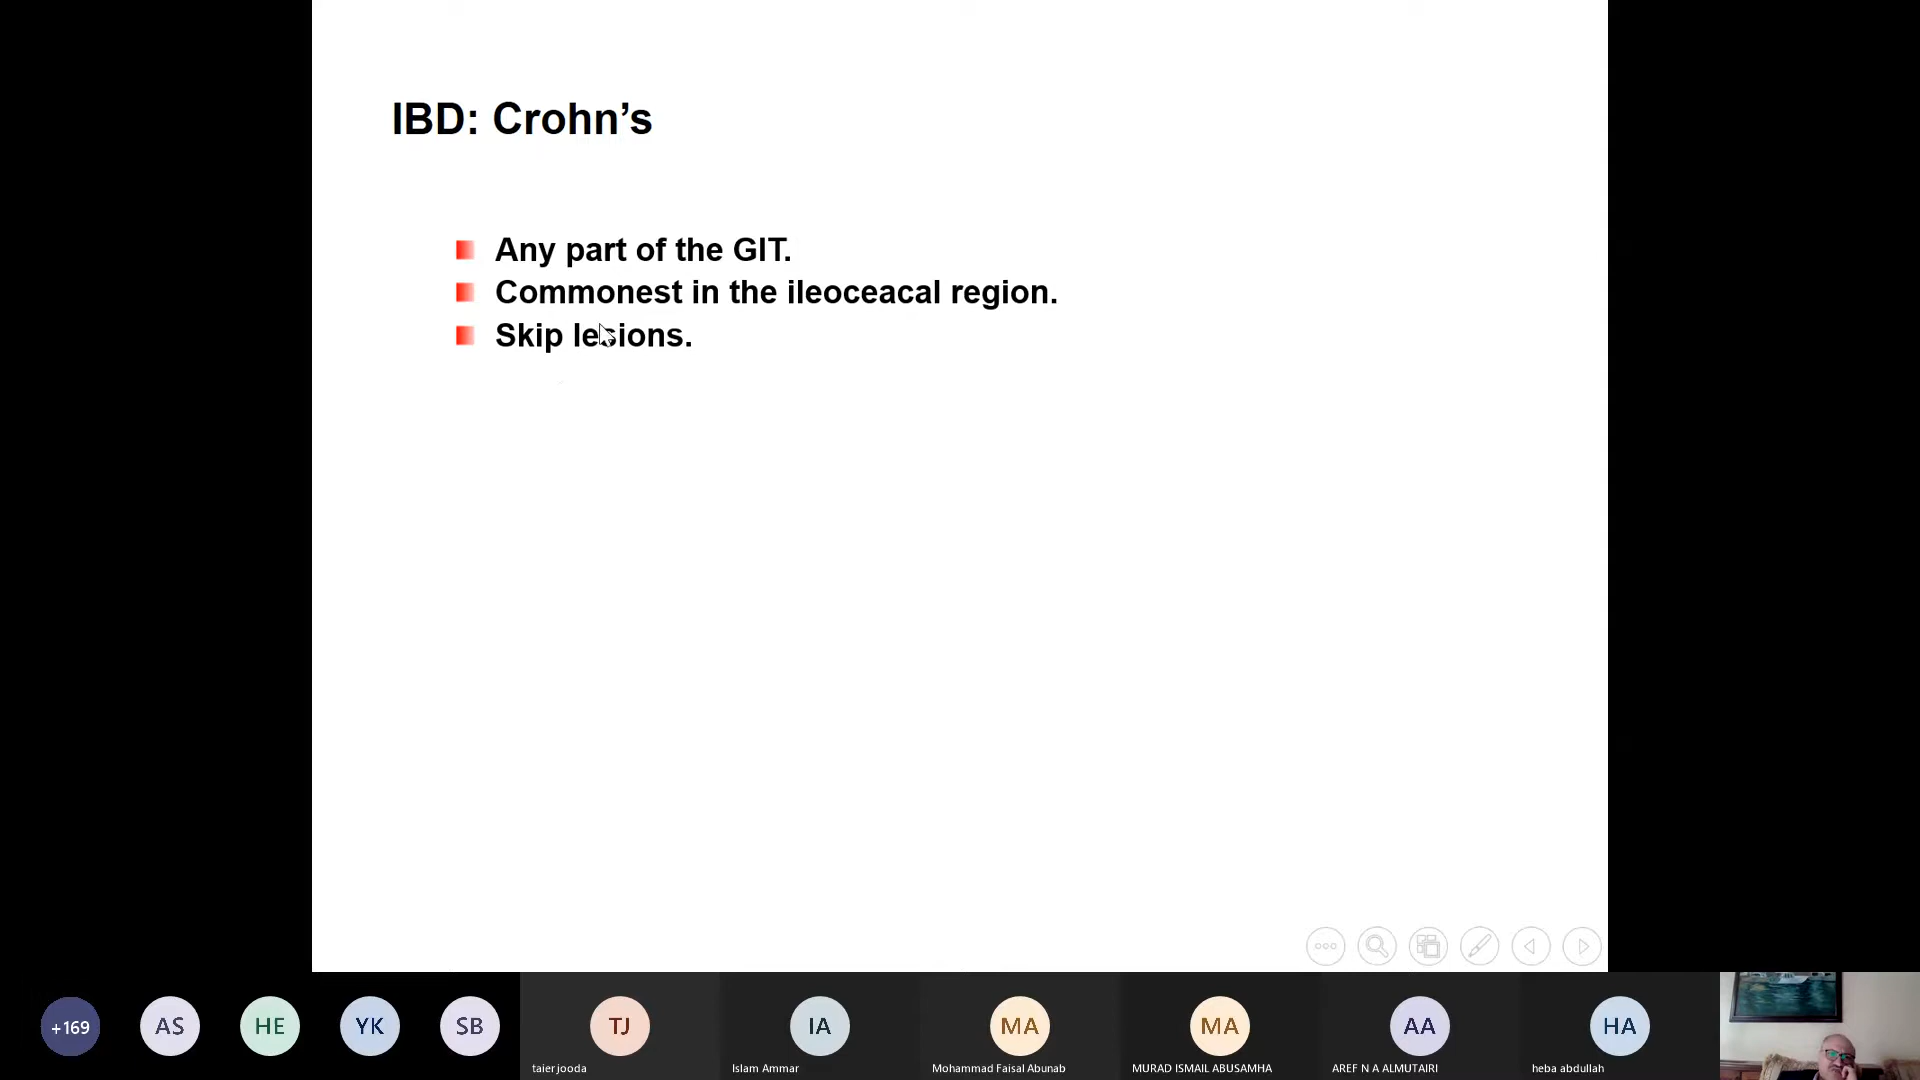 IBD: Crohn’s
Any part of the GIT.
Commonest in the ileoceacal region.
Skip lesions.
+169
AS
HE
YK
SB
TJ
IA
MA
MA
AA
HA
taier jooda
Islam Ammar
Mohammad Faisal Abunab
MURAD ISMAIL ABUSAMHA
AREF N A ALMUTAIRI
heba abdullah